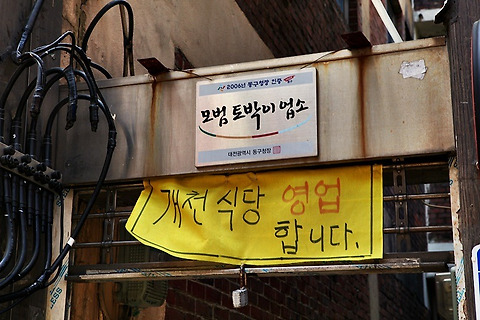 2006년 동구청장 인증
모범 토박이 업소
대전광역시 동구청장
개천식당 영업
합니다.